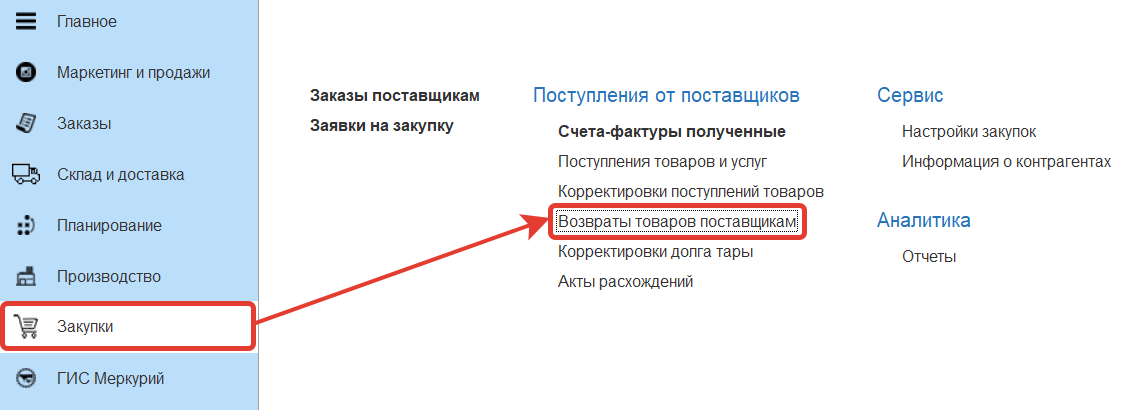 Главное
Маркетинг и продажи
Заказы
Склад и доставка
Планирование
Производство
Закупки
ГИС Меркурий
Заказы поставщикам
Заявки на закупку
Поступления от поставщиков
Счета-фактуры полученные
Поступления товаров и услуг
Корректировки поступлений товаров
Возвраты товаров поставщикам
Корректировки долга тары
Акты расхождений
Сервис
Настройки закупок
Информация о контрагентах
Аналитика
Отчеты